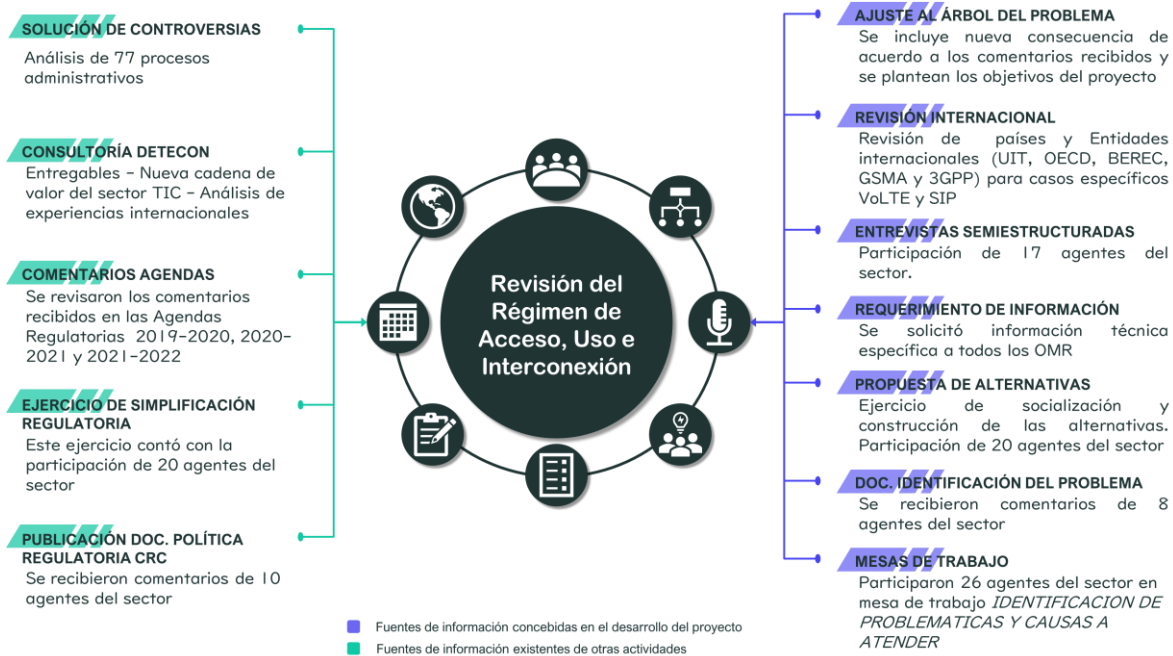 SOLUCIÓN DE CONTROVERSIAS
Análisis de 77 procesos
administrativos
CONSULTORÍA DETECON
Entregables – Nueva cadena de
valor del sector TIC – Análisis de
experiencias internacionales
COMENTARIOS AGENDAS
Se revisaron los comentarios
recibidos en las Agendas
Regulatorias 2019-2020, 2020-
2021 y 2021-2022
EJERCICIO DE SIMPLIFICACIÓN
REGULATORIA
Este ejercicio contó con la
participación de 20 agentes del
sector
PUBLICACIÓN DOC. POLÍTICA
REGULATORIA CRC
Se recibieron comentarios de 10
agentes del sector
Revisión del
Régimen de
Acceso, Uso e
Interconexión
AJUSTE AL ÁRBOL DEL PROBLEMA
Se incluye nueva consecuencia de
acuerdo a los comentarios recibidos y
se plantean los objetivos del proyecto
REVISIÓN INTERNACIONAL
Revisión de países y Entidades
internacionales (UIT, OECD, BEREC,
GSMA y 3GPP) para casos específicos
VoLTE y SIP
ENTREVISTAS SEMIESTRUCTURADAS
Participación de 17 agentes del
sector.
REQUERIMIENTO DE INFORMACIÓN
Se solicitó información técnica
específica a todos los OMR
PROPUESTA DE ALTERNATIVAS
Ejercicio de socialización y
construcción de las alternativas.
Participación de 20 agentes del sector
DOC. IDENTIFICACIÓN DEL PROBLEMA
Se recibieron comentarios de 8
agentes del sector
MESAS DE TRABAJO
Participaron 26 agentes del sector en
mesa de trabajo IDENTIFICACION DE
PROBLEMATICAS Y CAUSAS A
ATENDER
Fuentes de información concebidas en el desarrollo del proyecto
Fuentes de información existentes de otras actividades